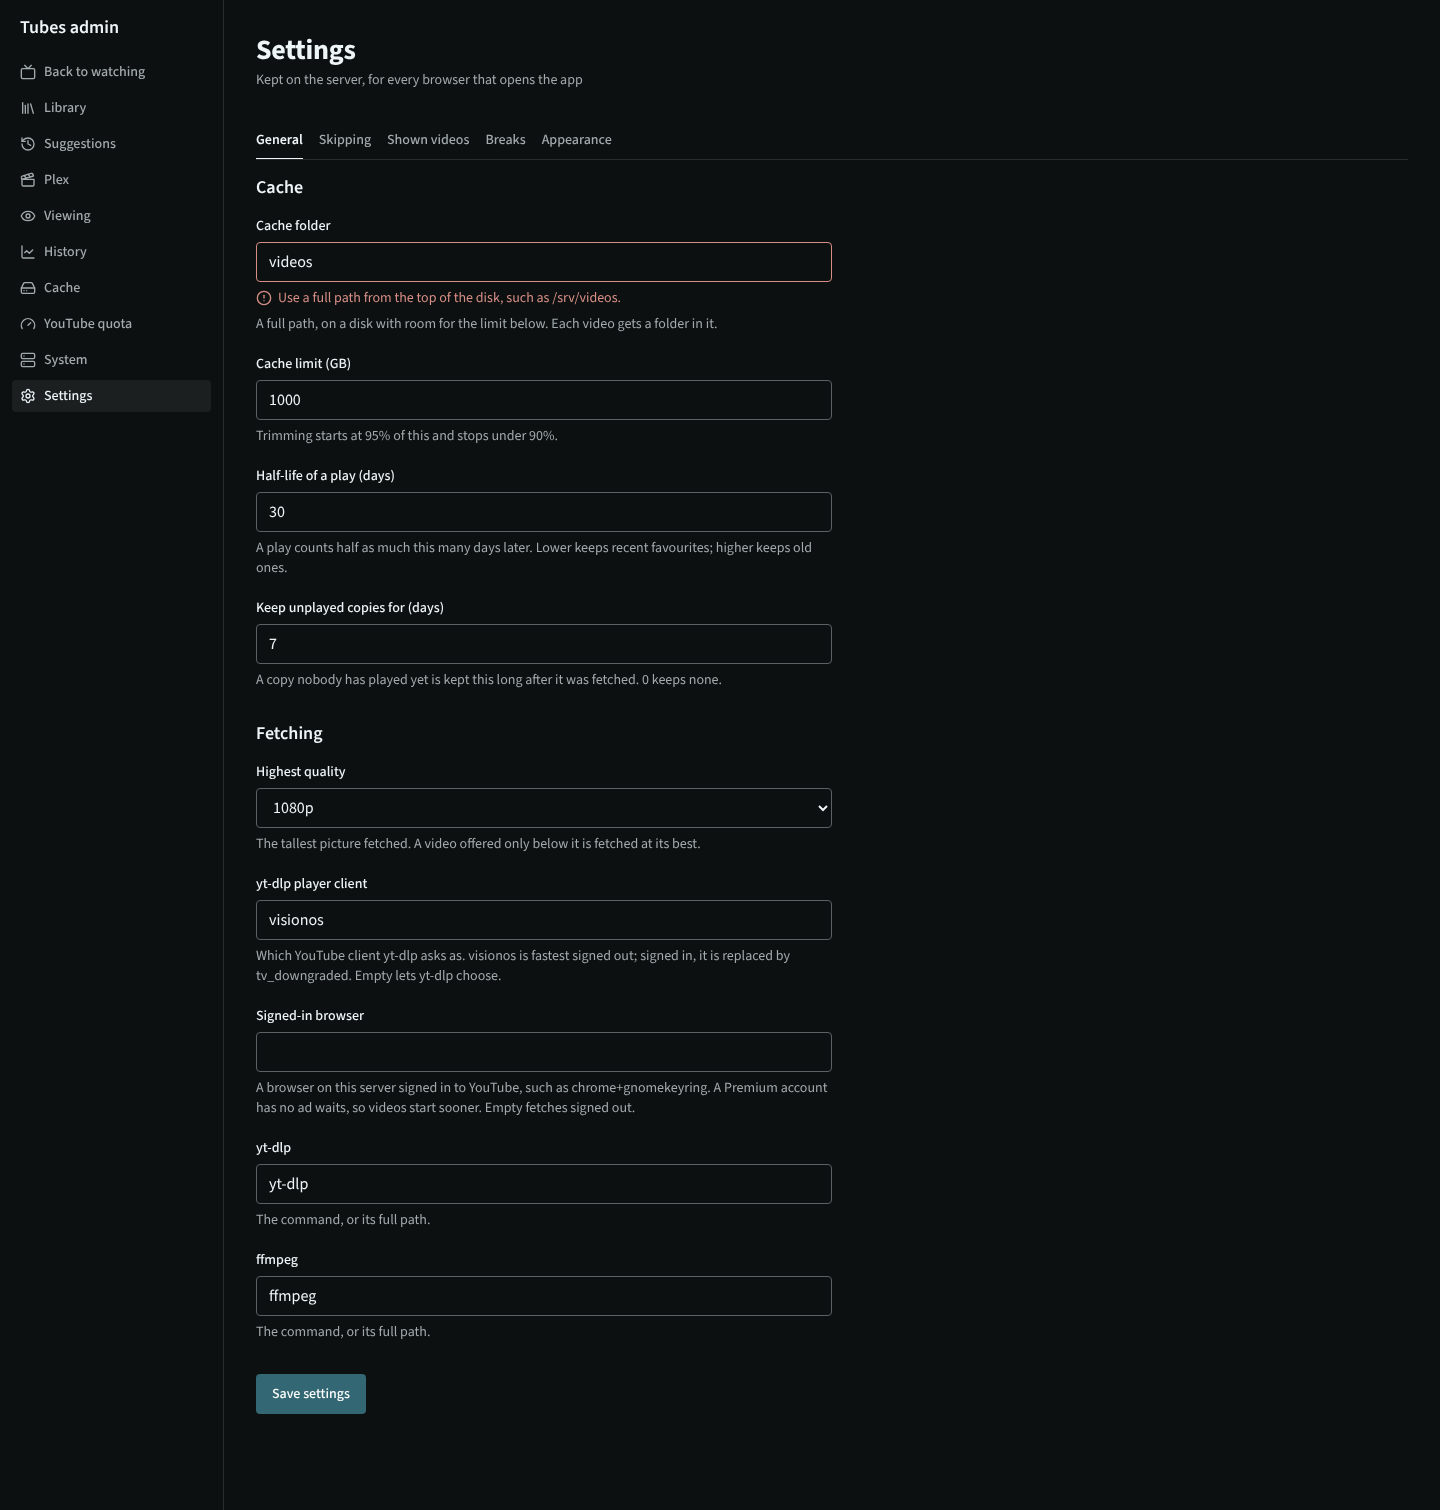 Tubes admin
Back to watching
Library
Suggestions
Plex
Viewing
History
Cache
YouTube quota
System
Settings
Settings
Kept on the server, for every browser that opens the app
General Skipping Shown videos Breaks Appearance
Cache
Cache folder
videos
Use a full path from the top of the disk, such as /srv/videos.
A full path, on a disk with room for the limit below. Each video gets a folder in it.
Cache limit (GB)
1000
Trimming starts at 95% of this and stops under 90%.
Half-life of a play (days)
30
A play counts half as much this many days later. Lower keeps recent favourites; higher keeps old
ones.
Keep unplayed copies for (days)
7
A copy nobody has played yet is kept this long after it was fetched. 0 keeps none.
Fetching
Highest quality
1080p
The tallest picture fetched. A video offered only below it is fetched at its best.
yt-dlp player client
visionos
Which YouTube client yt-dlp asks as. visionos is fastest signed out; signed in, it is replaced by
tv_downgraded. Empty lets yt-dlp choose.
Signed-in browser
A browser on this server signed in to YouTube, such as chrome+gnomekeyring. A Premium account
has no ad waits, so videos start sooner. Empty fetches signed out.
yt-dlp
yt-dlp
The command, or its full path.
ffmpeg
ffmpeg
The command, or its full path.
Save settings